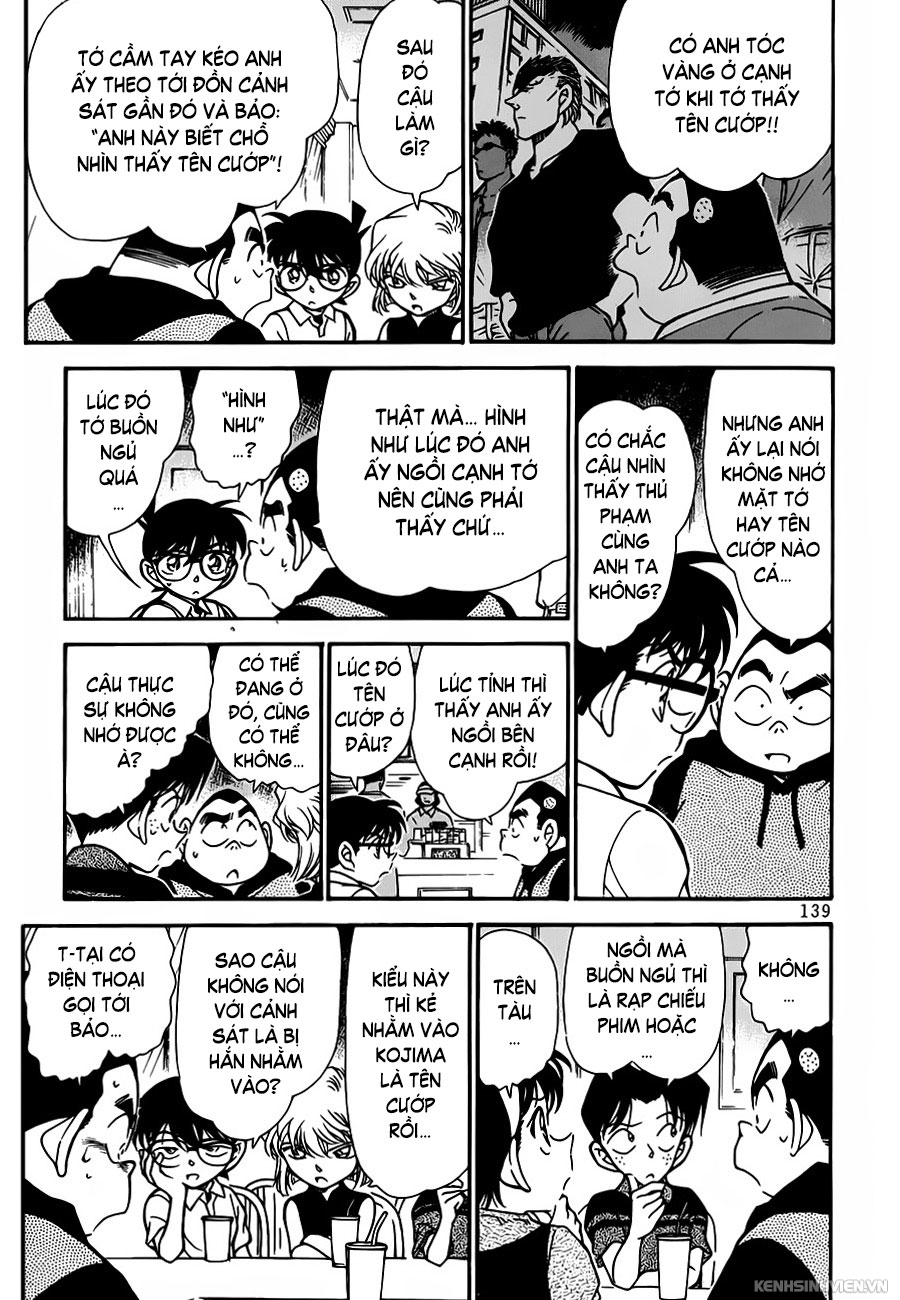 CÓ ANH TÓC
VÀNG Ở CẠNH
TỚ KHI TỚ THẤY
TÊN CƯỚP!!
SAU
ĐÓ
CẬU
LÀM
GÌ?
TỚ CẦM TAY KÉO ANH
ẤY THEO TỚI ĐỒN CẢNH
SÁT GẦN ĐÓ VÀ BẢO:
"ANH NÀY BIẾT CHỖ
NHÌN THẤY TÊN CƯỚP"!
NHƯNG ANH
ẤY LẠI NÓI
KHÔNG NHỚ
MẶT TỚ
HAY TÊN
CƯỚP NÀO
CẢ...
CÓ CHẮC
CẬU NHÌN
THẤY THỦ
PHẠM
CÙNG
ANH TA
KHÔNG?
THẬT MÀ... HÌNH
NHƯ LÚC ĐÓ ANH
ẤY NGỒI CẠNH TỚ
NÊN CŨNG PHẢI
THẤY CHỨ...
"HÌNH
NHƯ"
...?
LÚC ĐÓ
TỚ BUỒN
NGỦ
QUÁ
...
LÚC TỈNH THÌ
THẤY ANH ẤY
NGỒI BÊN
CẠNH RỒI!
LÚC ĐÓ
TÊN
CƯỚP Ở
ĐÂU?
CÓ THỂ
ĐANG Ở
ĐÓ, CŨNG
CÓ THỂ
KHÔNG...
CẬU THỰC
SỰ KHÔNG
NHỚ ĐƯỢC
À?
139
KHÔNG
...
NGỒI MÀ
BUỒN NGỦ THÌ
LÀ RẠP CHIẾU
PHIM HOẶC
...
TRÊN
TÀU
...
KIỂU NÀY
THÌ KẺ
NHẰM VÀO
KOJIMA
LÀ TÊN
CƯỚP
RỒI...
SAO CẬU
KHÔNG NÓI
VỚI CẢNH
SÁT LÀ BỊ
HẮN NHẰM
VÀO?
T-TẠI CÓ
ĐIỆN THOẠI
GỌI TỚI
BẢO...
KENHSINHVIEN.VN